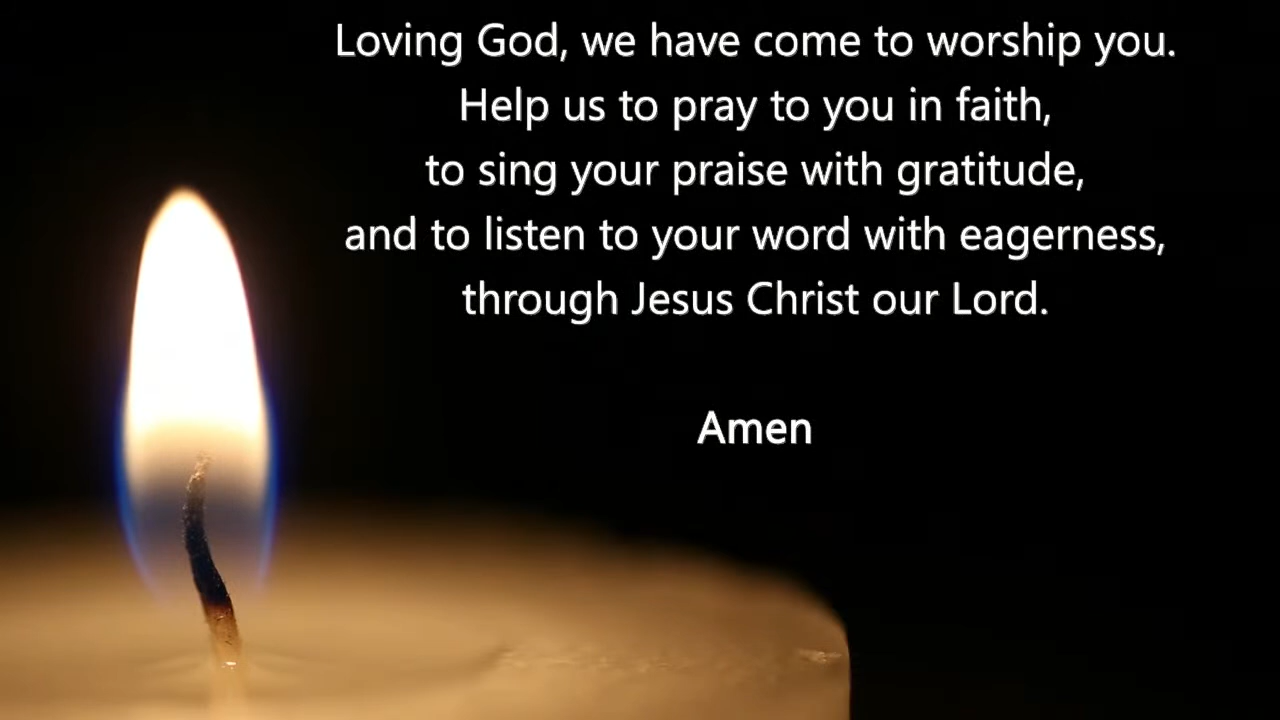 Loving God, we have come to worship you.
Help us to pray to you in faith,
to sing your praise with gratitude,
and to listen to your word with eagerness,
through Jesus Christ our Lord.
Amen